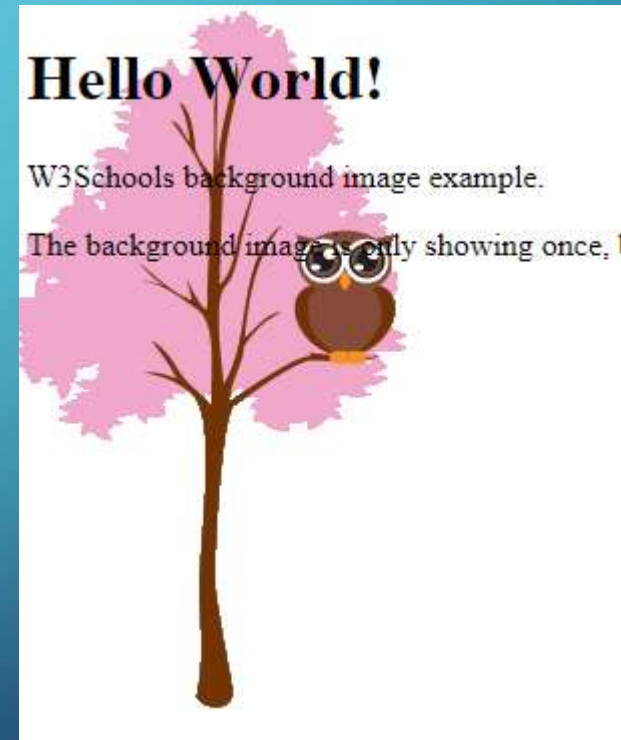 Hello World!
W3Schools background image example.
The background image is only showing once,